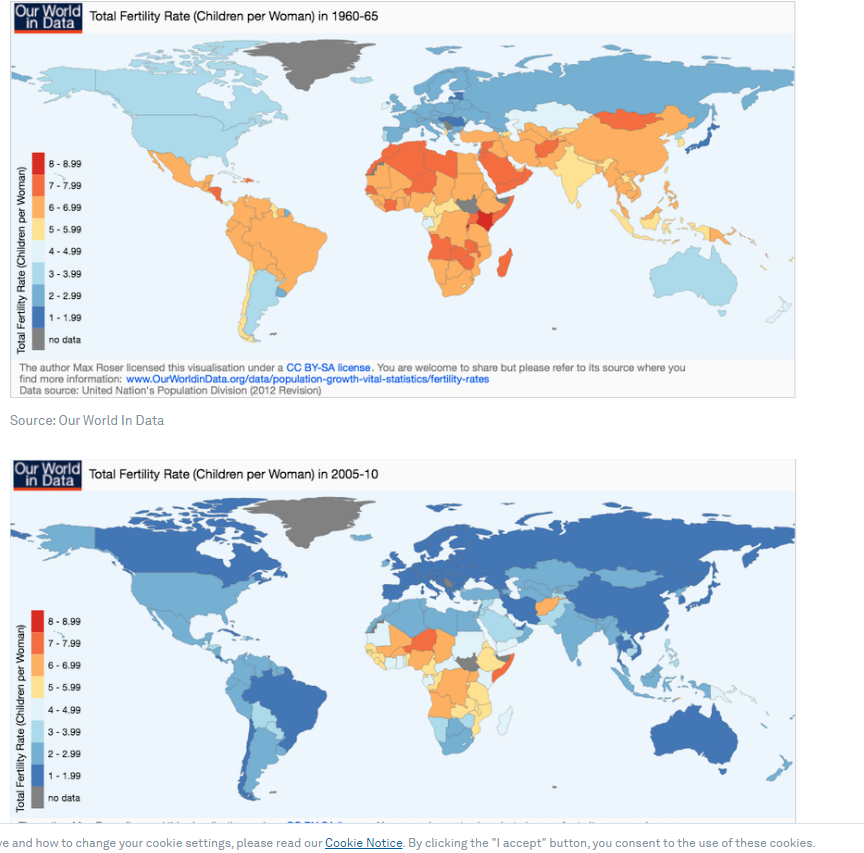 Our World
in Data
Total Fertility Rate (Children per Woman) in 1960-65
Total Fertility Rate (Children per Woman)
8 - 8.99
7 - 7.99
6 - 6.99
5 - 5.99
4 - 4.99
3 - 3.99
2 - 2.99
1 - 1.99
no data
The author Max Roser licensed this visualisation under a CC BY-SA license. You are welcome to share but please refer to its source where you
find more information: www.OurWorldinData.org/data/population-growth-vital-statistics/fertility-rates
Data source: United Nation's Population Division (2012 Revision)
Source: Our World In Data
Our World
in Data
Total Fertility Rate (Children per Woman) in 2005-10
Total Fertility Rate (Children per Woman)
8 - 8.99
7 - 7.99
6 - 6.99
5 - 5.99
4 - 4.99
3 - 3.99
2 - 2.99
1 - 1.99
no data
ve and how to change your cookie settings, please read our Cookie Notice. By clicking the "I accept" button, you consent to the use of these cookies.